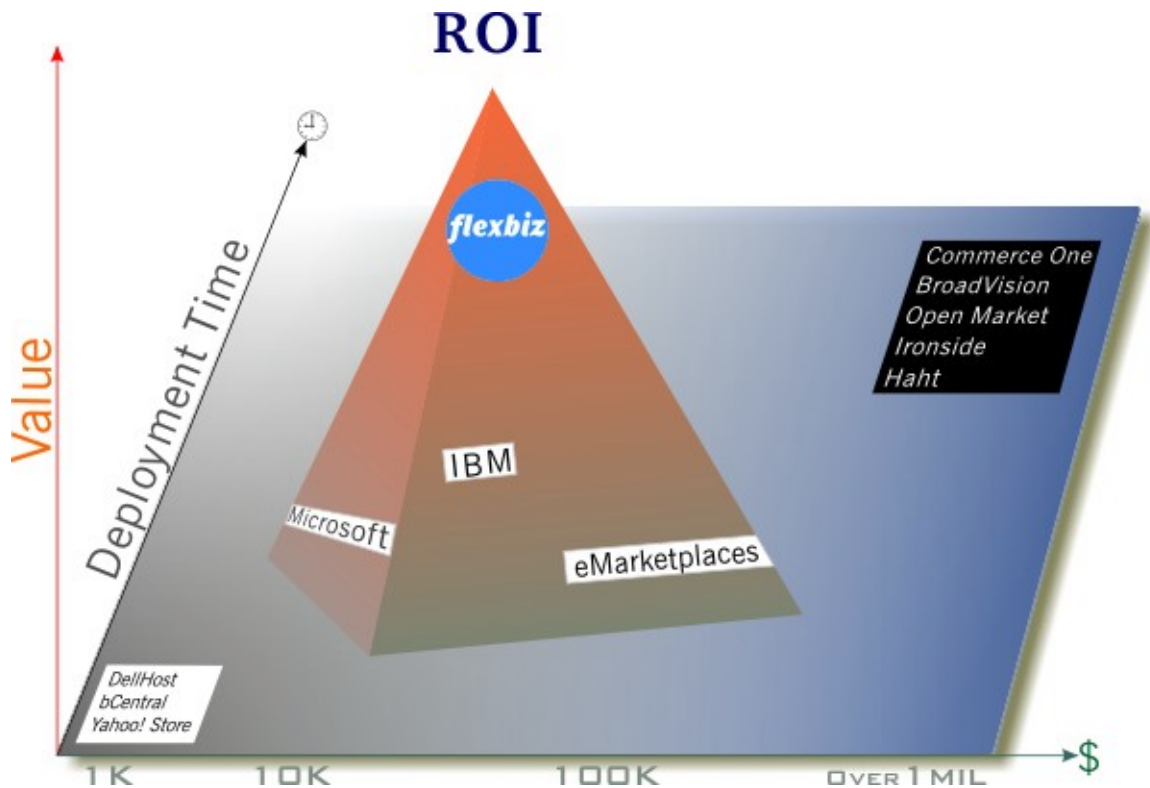 ROI
Value
Deployment Time
flexbiz
Commerce One
BroadVision
Open Market
Ironside
Haht
IBM
Microsoft
eMarketplaces
DellHost
bCentral
Yahoo! Store
$
1K
10K
100K
OVER 1 MIL